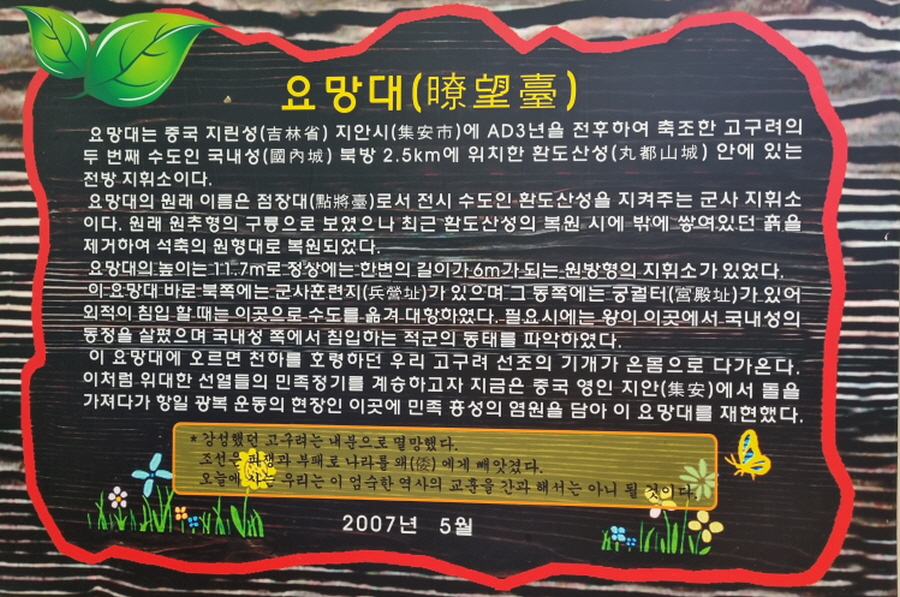 요망대(暸望臺)
요망대는 중국 지린성(吉林省) 지안시(集安市)에 AD3년을 전후하여 축조한 고구려의
두 번째 수도인 국내성(國內城) 북방 2.5km에 위치한 환도산성(丸都山城) 안에 있는
전방 지휘소이다.
요망대의 원래 이름은 점장대(點將臺)로서 전시 수도인 환도산성을 지켜주는 군사 지휘소
이다. 원래 원추형의 구릉으로 보였으나 최근 환도산성의 복원 시에 밖에 쌓여있던 흙을
제거하여 석축의 원형대로 복원되었다.
요망대의 높이는 11.7m로 정상에는 한변의 길이가 6m가 되는 원방형의 지휘소가 있었다.
이 요망대 바로 북쪽에는 군사훈련지(兵營址)가 있으며 그 동쪽에는 궁궐터(宮殿址)가 있어
외적이 침입 할 때는 이곳으로 수도를 옮겨 대항하였다. 필요시에는 왕이 이곳에서 국내성의
동정을 살폈으며 국내성 쪽에서 침입하는 적군의 동태를 파악하였다.
이 요망대에 오르면 천하를 호령하던 우리 고구려 선조의 기개가 온몸으로 다가온다.
이처럼 위대한 선열들의 민족정기를 계승하고자 지금은 중국 영인 지안(集安)에서 돌을
가져다가 항일 광복 운동의 현장인 이곳에 민족 흥성의 염원을 담아 이 요망대를 재현했다.
*강성했던 고구려는 내분으로 멸망했다.
조선은 파쟁과 부패로 나라를 왜(倭)에게 빼앗겼다.
오늘에 사는 우리는 이 엄숙한 역사의 교훈을 간과 해서는 아니 될 것이다.
2007년 5월